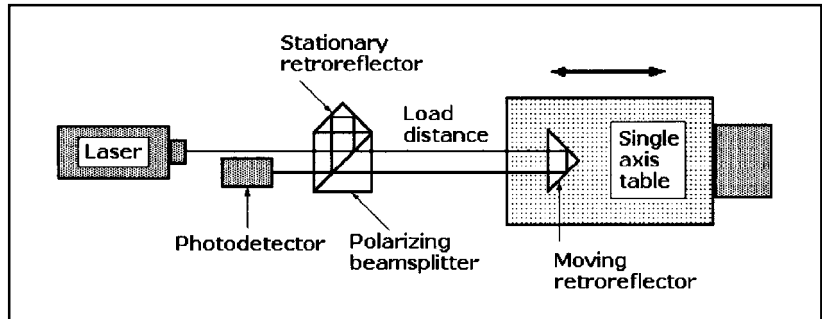 Stationary
retroreflector
Load
distance
Laser
Single
axis
table
Photodetector
Polarizing
beamsplitter
Moving
retroreflector